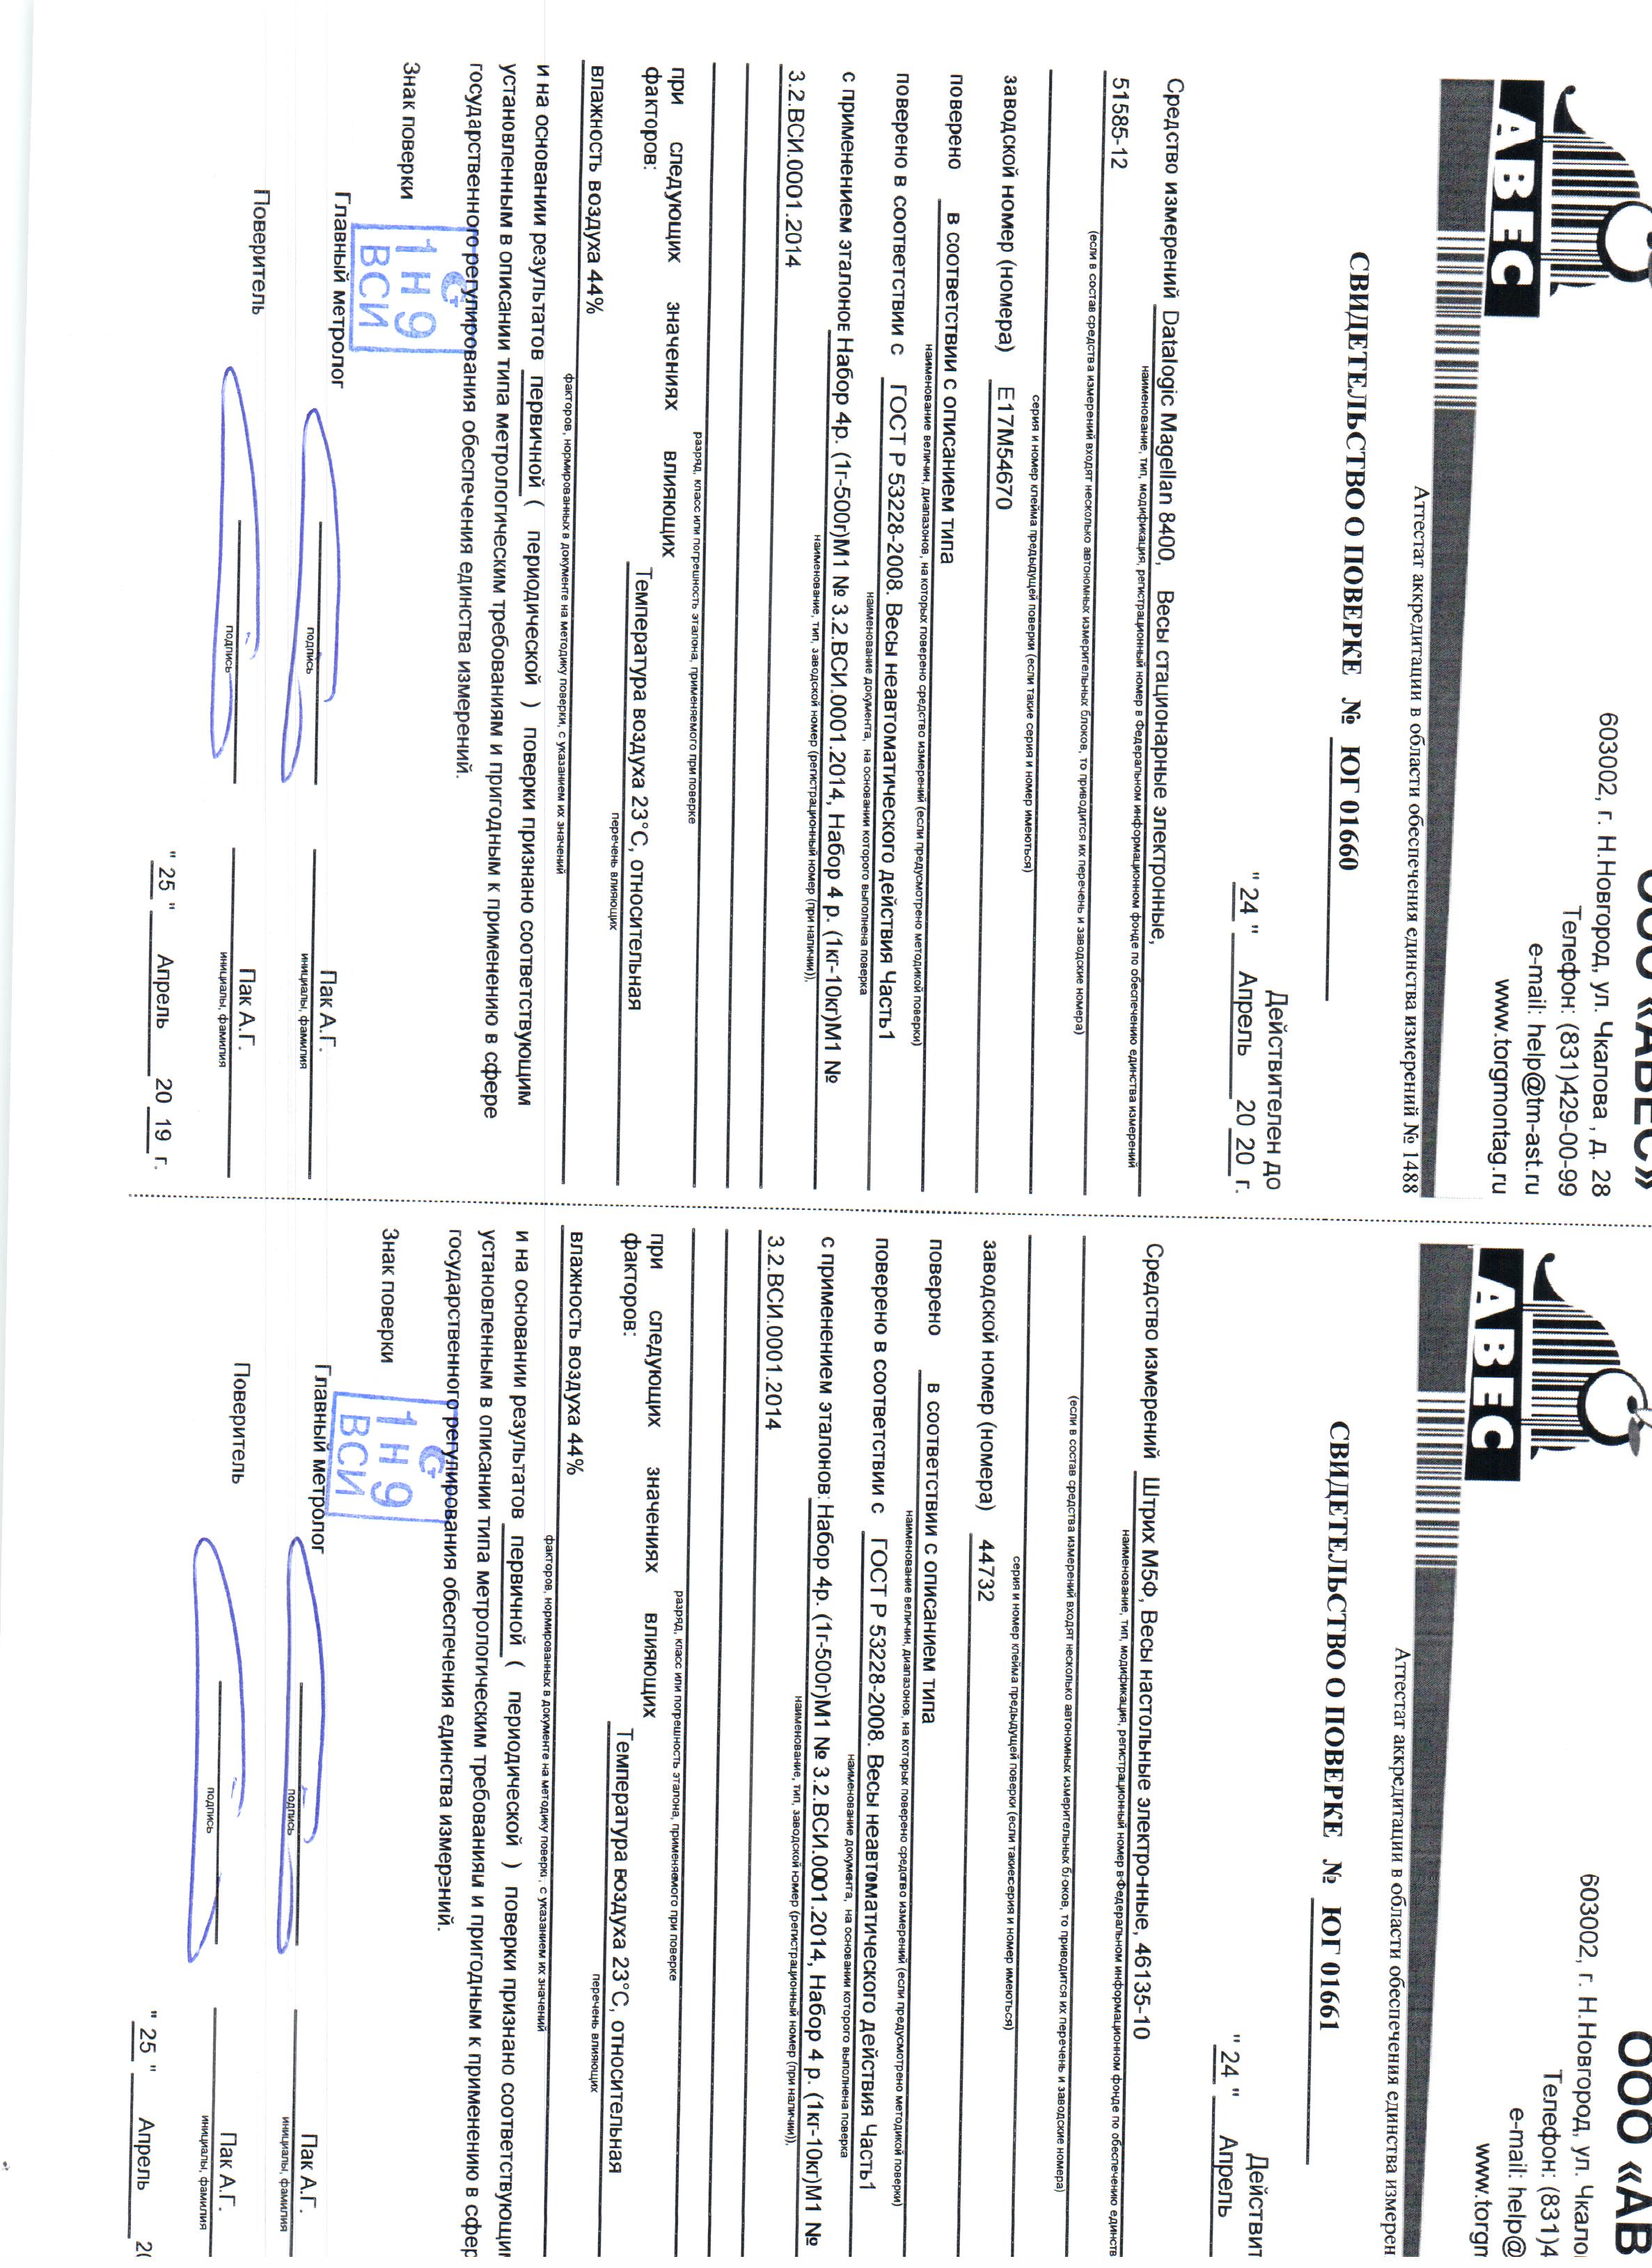 ООО «АВЕС»
603002, г. Н.Новгород, ул. Чкалова , д. 28
Телефон: (831)429-00-99
e-mail: help@tm-ast.ru
www.torgmontag.ru
АВЕС
Аттестат аккредитации в области обеспечения единства измерений № 1488
СВИДЕТЕЛЬСТВО О ПОВЕРКЕ № ЮГ 01660
Действителен до
" 24 " Апрель 20 20 г.
Средство измерений Datalogic Magellan 8400, Весы стационарные электронные,
наименование, тип, модификация, регистрационный номер в Федеральном информационном фонде по обеспечению единства измерений
51585-12
(если в состав средства измерений входят несколько автономных измерительных блоков, то приводится их перечень и заводские номера)
серия и номер клейма предыдущей поверки (если такие серия и номер имеються)
заводской номер (номера) E17M54670
поверено в соответствии с описанием типа
наименование величин, диапазонов, на которых поверено средство измерений (если предусмотрено методикой поверки)
поверено в соответствии с ГОСТ Р 53228-2008. Весы неавтоматического действия Часть1
наименование документа, на основании которого выполнена поверка
с применением эталонов Набор 4р. (1г-500г)М1 № 3.2.ВСИ.0001.2014, Набор 4 р. (1кг-10кг)М1 №
наименование, тип, заводской номер (регистрационный номер (при наличии)),
3.2.ВСИ.0001.2014
разряд, класс или погрешность эталона, применяемого при поверке
при следующих значениях влияющих
факторов:
Температура воздуха 23°С, относительная
перечень влияющих
влажность воздуха 44%
факторов, нормированных в документе на методику поверки, с указанием их значений
и на основании результатов первичной ( периодической ) поверки признано соответствующим
установленным в описании типа метрологическим требованиям и пригодным к применению в сфере
государственного регулирования обеспечения единства измерений.
Знак поверки
1 Н 9
ВСИ
Главный метролог
подпись
Пак А.Г.
инициалы, фамилия
Поверитель
подпись
Пак А.Г.
инициалы, фамилия
" 25 " Апрель 20 19 г.
ООО «АВ
603002, г. Н.Новгород, ул. Чкало
Телефон: (831)4
e-mail: help@
www.torgm
АВЕС
Аттестат аккредитации в области обеспечения единства измерен
СВИДЕТЕЛЬСТВО О ПОВЕРКЕ № ЮГ 01661
Действит
" 24 " Апрель
Средство измерений Штрих М5Ф, Весы настольные электронные, 46135-10
наименование, тип, модификация, регистрационный номер в Федеральном информационном фонде по обеспечению единств
(если в состав средства измерений входят несколько автономных измерительных блоков, то приводится их перечень и заводские номера)
серия и номер клейма предыдущей поверки (если такие серия и номер имеються)
заводской номер (номера) 44732
поверено в соответствии с описанием типа
наименование величин, диапазонов, на которых поверено средство измерений (если предусмотрено методикой поверки)
поверено в соответствии с ГОСТ Р 53228-2008. Весы неавтоматического действия Часть1
наименование документа, на основании которого выполнена поверка
с применением эталонов: Набор 4р. (1г-500г)М1 № 3.2.ВСИ.0001.2014, Набор 4 р. (1кг-10кг)М1 №
наименование, тип, заводской номер (регистрационный номер (при наличии)),
3.2.ВСИ.0001.2014
разряд, класс или погрешность эталона, применяемого при поверке
при следующих значениях влияющих
факторов:
Температура воздуха 23°С, относительная
перечень влияющих
влажность воздуха 44%
факторов, нормированных в документе на методику поверки, с указанием их значений
и на основании результатов первичной ( периодической ) поверки признано соответствующим
установленным в описании типа метрологическим требованиям и пригодным к применению в сфер
государственного регулирования обеспечения единства измерений.
Знак поверки
1 Н 9
ВСИ
Главный метролог
подпись
Пак А.Г.
инициалы, фамилия
Поверитель
подпись
Пак А.Г.
инициалы, фамилия
" 25 " Апрель 20